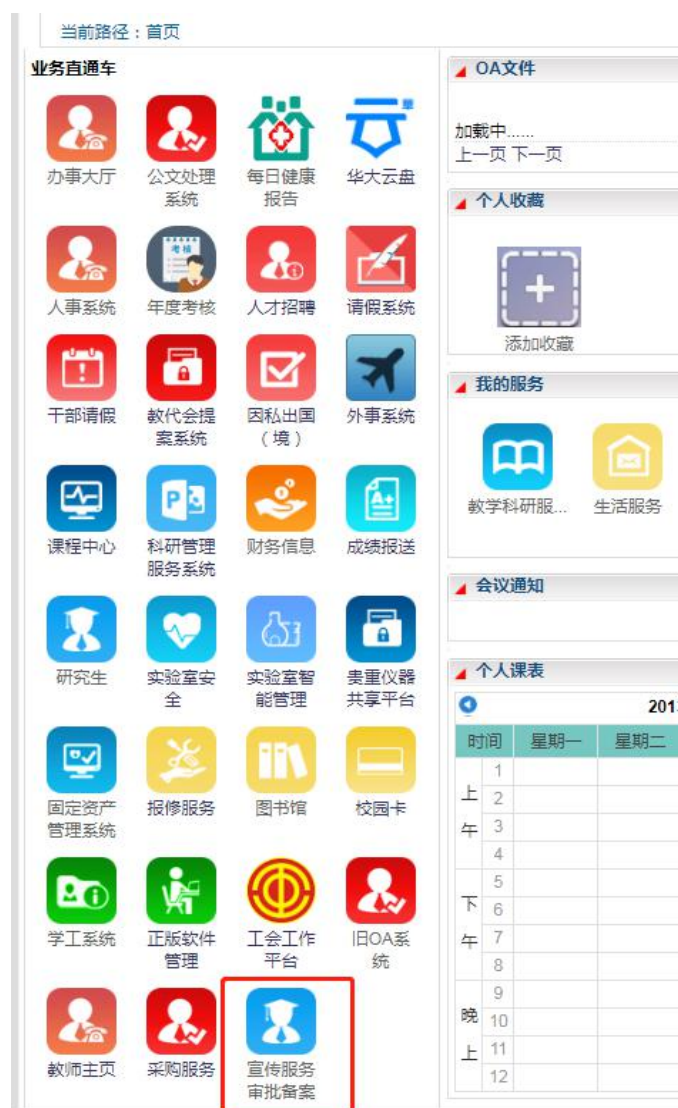 当前路径：首页
业务直通车
办事大厅
公文处理
系统
每日健康
报告
华大云盘
人事系统
考核
年度考核
人才招聘
请假系统
干部请假
教代会提
案系统
因私出国
（境）
外事系统
课程中心
P
科研管理
服务系统
财务信息
A+
成绩报送
研究生
实验室安
全
实验室智
能管理
贵重仪器
共享平台
固定资产
管理系统
报修服务
图书馆
校园卡
学工系统
正版软件
管理
工会工作
平台
旧OA系
统
教师主页
采购服务
宣传服务
审批备案
OA文件
加载中......
上一页 下一页
个人收藏
添加收藏
我的服务
教学科研服...
生活服务
会议通知
个人课表
201
时间 星期一 星期二
上午
1
2
3
4
下午
5
6
7
8
晚上
9
10
11
12